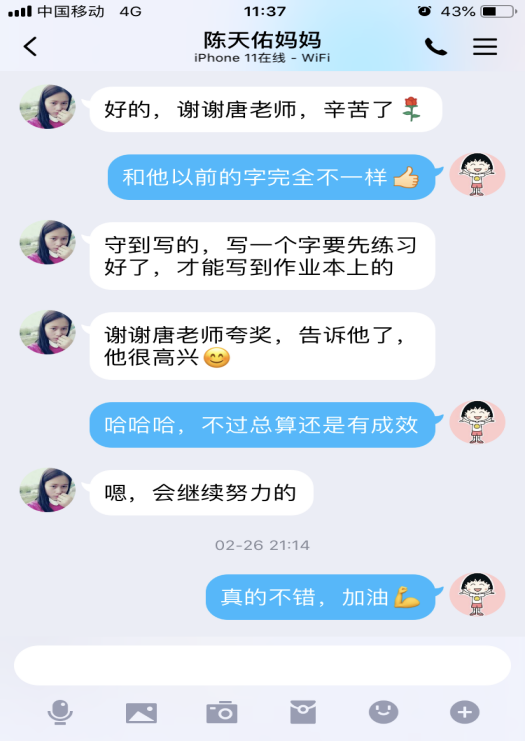 中国移动 4G 11:37 43%
陈天佑妈妈
iPhone 11在线 - WiFi
好的，谢谢唐老师，辛苦了🌹
和他以前的字完全不一样👍
守到写的，写一个字要先练习
好了，才能写到作业本上的
谢谢唐老师夸奖，告诉他了，
他很高兴😊
哈哈哈，不过总算还是有成效
嗯，会继续努力的
02-26 21:14
真的不错，加油💪